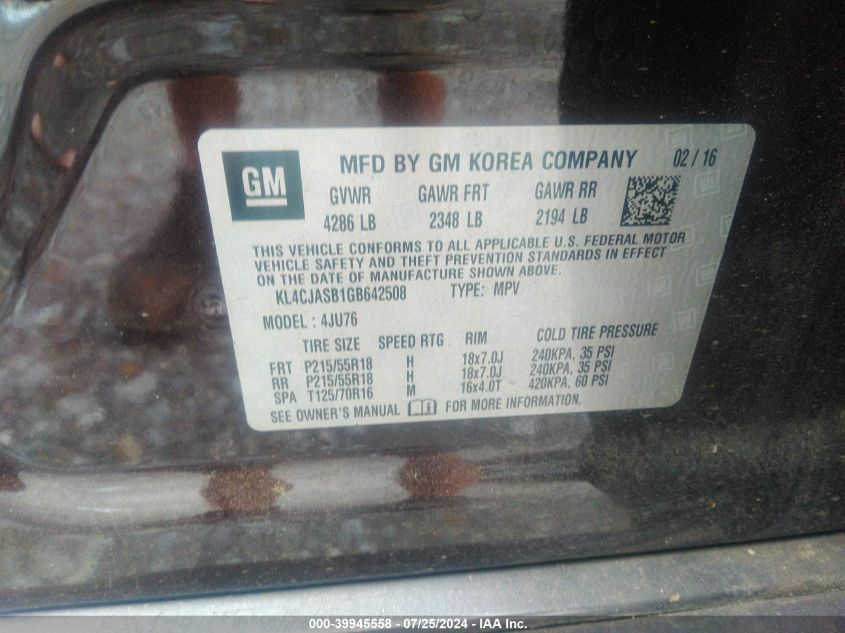 GM
MFD BY GM KOREA COMPANY 02 / 16
GVWR GAWR FRT GAWR RR
4286 LB 2348 LB 2194 LB
THIS VEHICLE CONFORMS TO ALL APPLICABLE U.S. FEDERAL MOTOR
VEHICLE SAFETY AND THEFT PREVENTION STANDARDS IN EFFECT
ON THE DATE OF MANUFACTURE SHOWN ABOVE.
KL4CJASB1GB642508 TYPE: MPV
MODEL : 4JU76
TIRE SIZE SPEED RTG RIM COLD TIRE PRESSURE
FRT P215/55R18 H 18x7.0J 240KPA, 35 PSI
RR P215/55R18 H 18x7.0J 240KPA, 35 PSI
SPA T125/70R16 M 16x4.0T 420KPA, 60 PSI
SEE OWNER'S MANUAL FOR MORE INFORMATION.
000-39945558 - 07/25/2024 - IAA Inc.